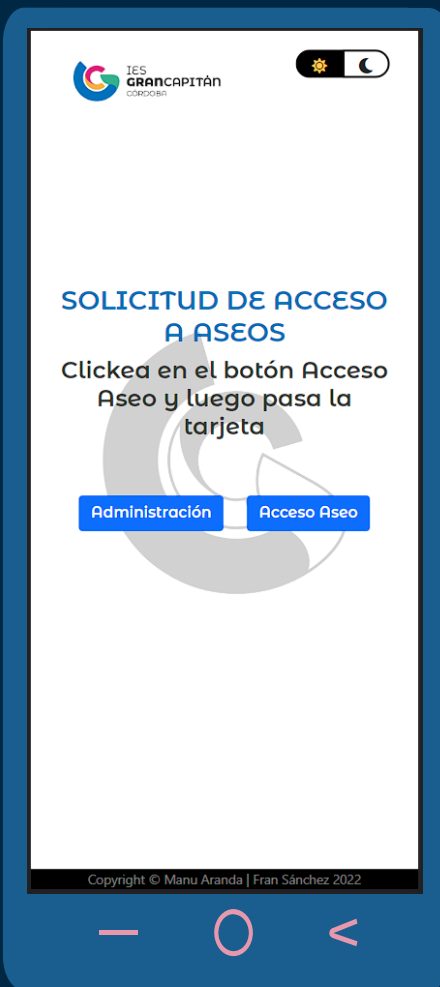 IES
GRANCAPITÁN
CÓRDOBA
SOLICITUD DE ACCESO
A ASEOS
Clickea en el botón Acceso
Aseo y luego pasa la
tarjeta
Administración
Acceso Aseo
Copyright © Manu Aranda | Fran Sánchez 2022